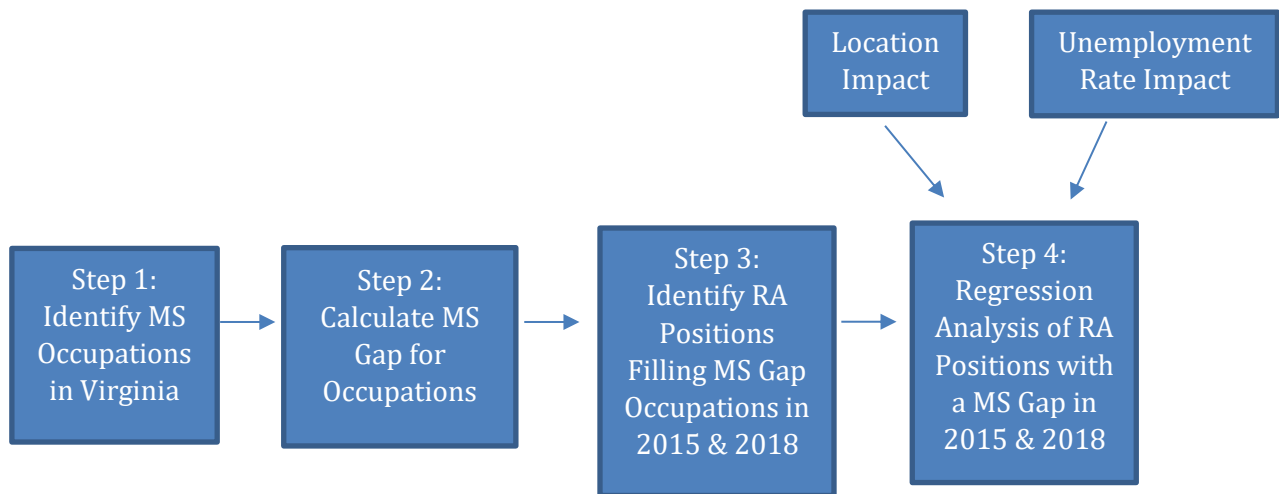 Location
Impact
Unemployment
Rate Impact
Step 1:
Identify MS
Occupations
in Virginia
Step 2:
Calculate MS
Gap for
Occupations
Step 3:
Identify RA
Positions
Filling MS Gap
Occupations in
2015 & 2018
Step 4:
Regression
Analysis of RA
Positions with
a MS Gap in
2015 & 2018